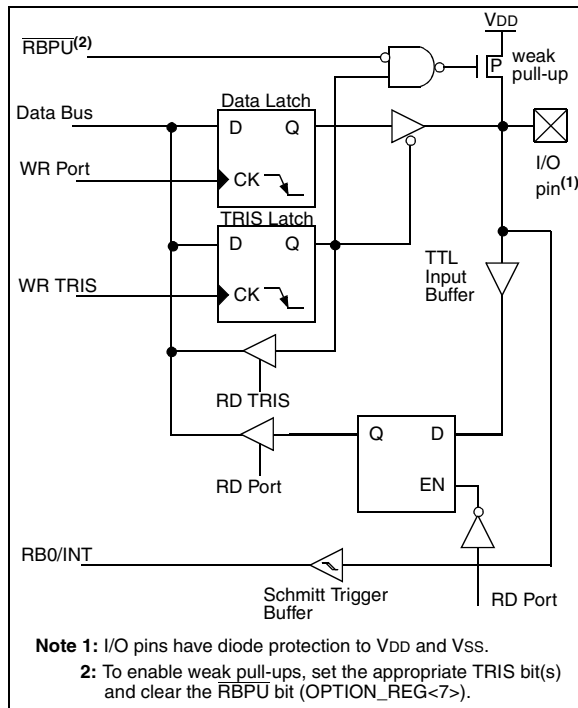 VDD
RBPU(2)
P
weak
pull-up
Data Latch
Data Bus
D Q
WR Port
CK
I/O
pin(1)
TRIS Latch
D Q
TTL
Input
Buffer
WR TRIS
CK
RD TRIS
Q D
RD Port
EN
RB0/INT
Schmitt Trigger
Buffer
RD Port
Note 1: I/O pins have diode protection to VDD and VSS.
2: To enable weak pull-ups, set the appropriate TRIS bit(s)
and clear the RBPU bit (OPTION_REG<7>).